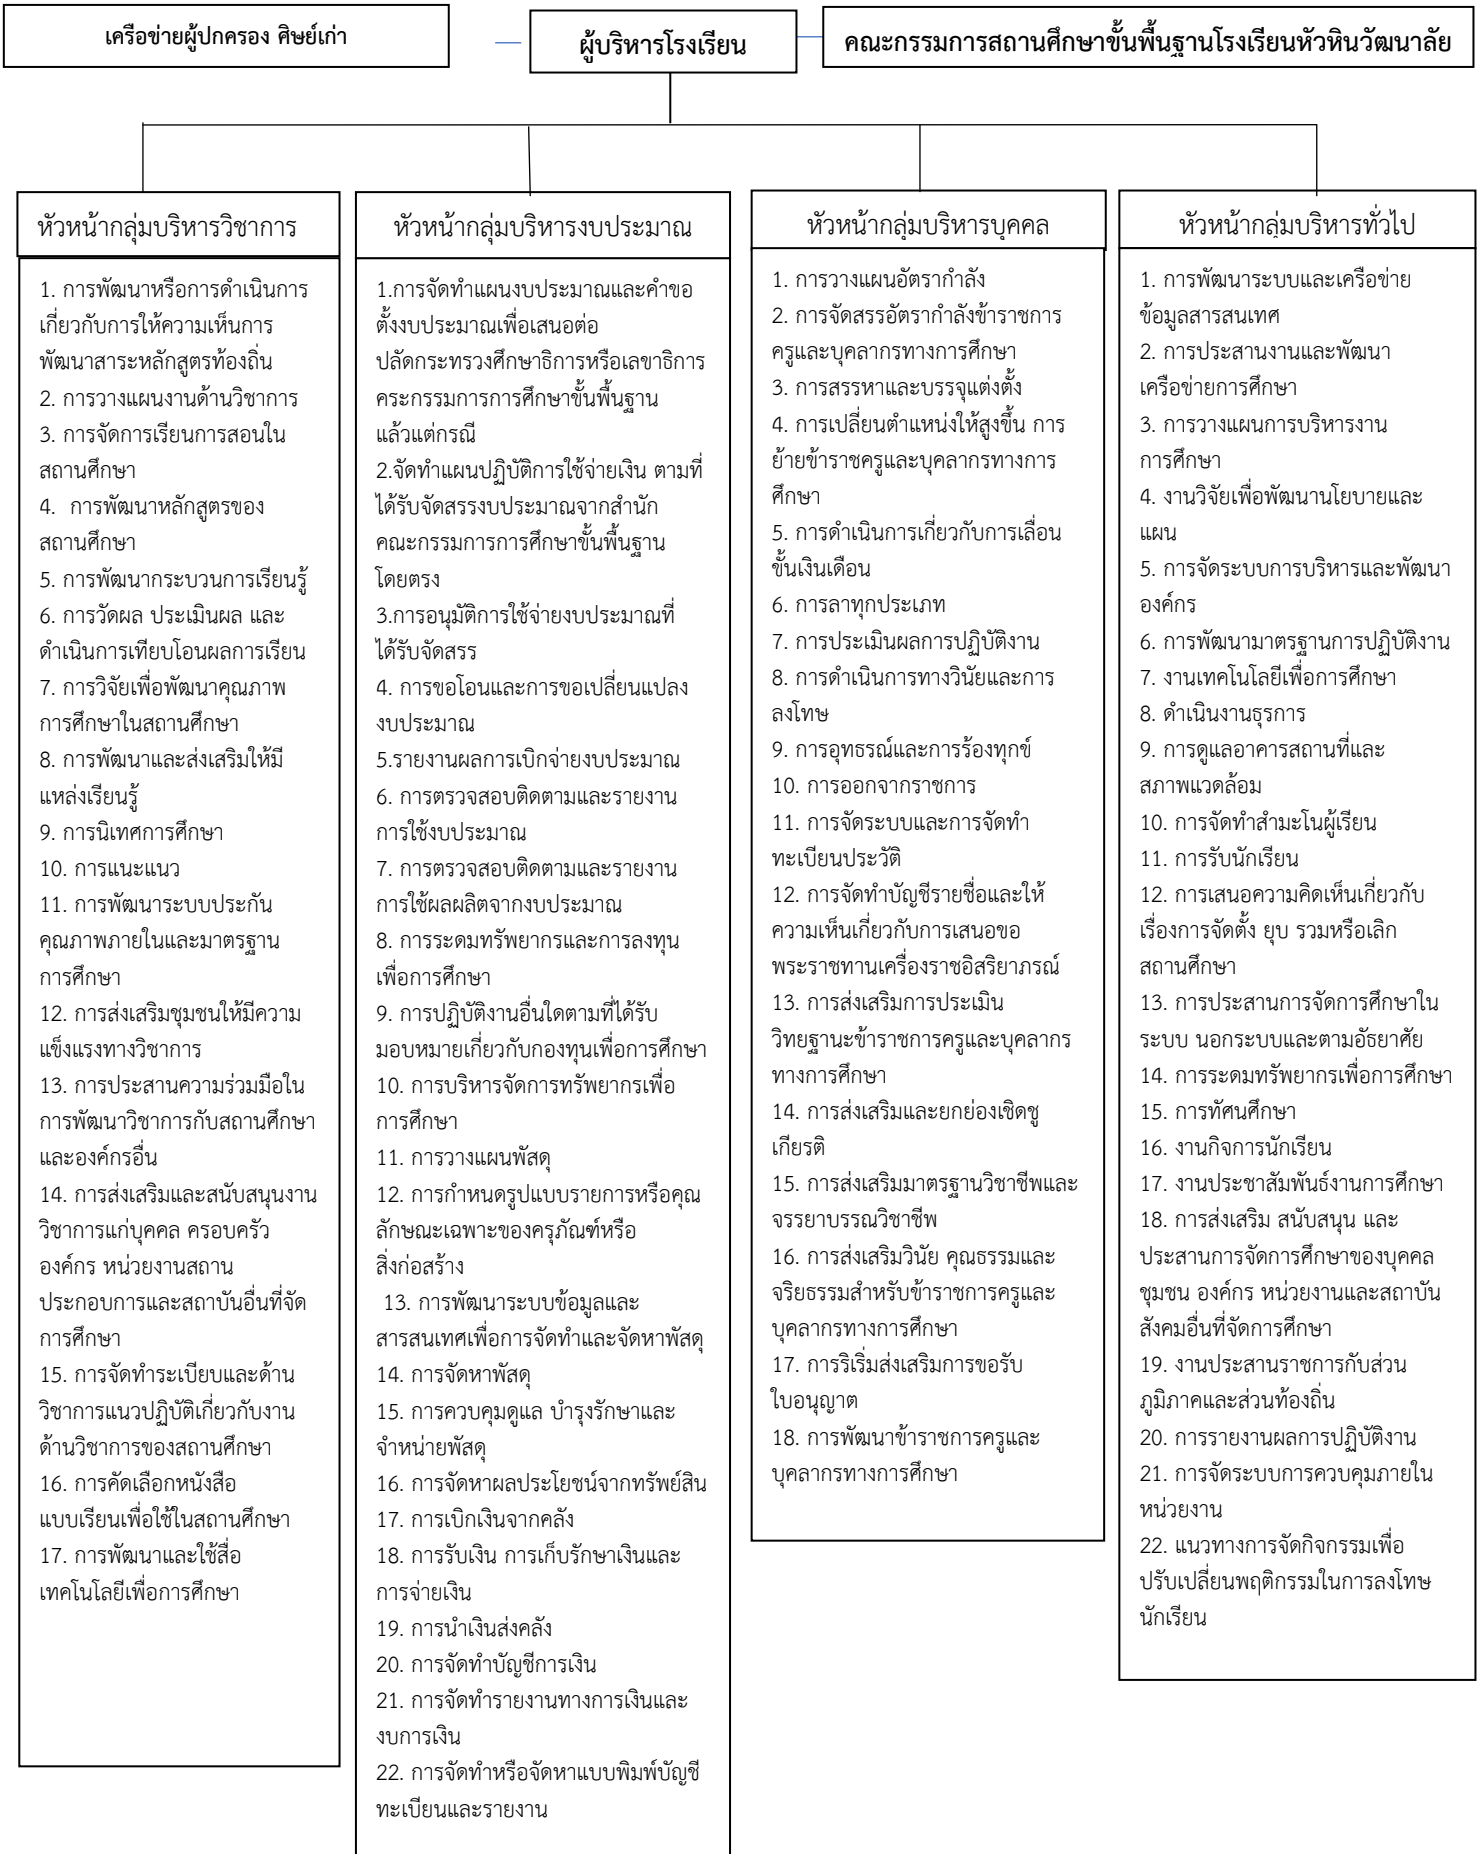 เครือข่ายผู้ปกครอง ศิษย์เก่า
ผู้บริหารโรงเรียน
คณะกรรมการสถานศึกษาขั้นพื้นฐานโรงเรียนหัวหินวัฒนาลัย
หัวหน้ากลุ่มบริหารวิชาการ
1. การพัฒนาหรือการดำเนินการ
เกี่ยวกับการให้ความเห็นการ
พัฒนาสาระหลักสูตรท้องถิ่น
2. การวางแผนงานด้านวิชาการ
3. การจัดการเรียนการสอนใน
สถานศึกษา
4.  การพัฒนาหลักสูตรของ
สถานศึกษา
5. การพัฒนากระบวนการเรียนรู้
6. การวัดผล ประเมินผล และ
ดำเนินการเทียบโอนผลการเรียน
7. การวิจัยเพื่อพัฒนาคุณภาพ
การศึกษาในสถานศึกษา
8. การพัฒนาและส่งเสริมให้มี
แหล่งเรียนรู้
9. การนิเทศการศึกษา
10. การแนะแนว
11. การพัฒนาระบบประกัน
คุณภาพภายในและมาตรฐาน
การศึกษา
12. การส่งเสริมชุมชนให้มีความ
แข็งแรงทางวิชาการ
13. การประสานความร่วมมือใน
การพัฒนาวิชาการกับสถานศึกษา
และองค์กรอื่น
14. การส่งเสริมและสนับสนุนงาน
วิชาการแก่บุคคล ครอบครัว
องค์กร หน่วยงานสถาน
ประกอบการและสถาบันอื่นที่จัด
การศึกษา
15. การจัดทำระเบียบและด้าน
วิชาการแนวปฏิบัติเกี่ยวกับงาน
ด้านวิชาการของสถานศึกษา
16. การคัดเลือกหนังสือ
แบบเรียนเพื่อใช้ในสถานศึกษา
17. การพัฒนาและใช้สื่อ
เทคโนโลยีเพื่อการศึกษา
หัวหน้ากลุ่มบริหารงบประมาณ
1.การจัดทำแผนงบประมาณและคำขอ
ตั้งงบประมาณเพื่อเสนอต่อ
ปลัดกระทรวงศึกษาธิการหรือเลขาธิการ
คระกรรมการการศึกษาขั้นพื้นฐาน
แล้วแต่กรณี
2.จัดทำแผนปฏิบัติการใช้จ่ายเงิน ตามที่
ได้รับจัดสรรงบประมาณจากสำนัก
คณะกรรมการการศึกษาขั้นพื้นฐาน
โดยตรง
3.การอนุมัติการใช้จ่ายงบประมาณที่
ได้รับจัดสรร
4. การขอโอนและการขอเปลี่ยนแปลง
งบประมาณ
5.รายงานผลการเบิกจ่ายงบประมาณ
6. การตรวจสอบติดตามและรายงาน
การใช้งบประมาณ
7. การตรวจสอบติดตามและรายงาน
การใช้ผลผลิตจากงบประมาณ
8. การระดมทรัพยากรและการลงทุน
เพื่อการศึกษา
9. การปฏิบัติงานอื่นใดตามที่ได้รับ
มอบหมายเกี่ยวกับกองทุนเพื่อการศึกษา
10. การบริหารจัดการทรัพยากรเพื่อ
การศึกษา
11. การวางแผนพัสดุ
12. การกำหนดรูปแบบรายการหรือคุณ
ลักษณะเฉพาะของครุภัณฑ์หรือ
สิ่งก่อสร้าง
13. การพัฒนาระบบข้อมูลและ
สารสนเทศเพื่อการจัดทำและจัดหาพัสดุ
14. การจัดหาพัสดุ
15. การควบคุมดูแล บำรุงรักษาและ
จำหน่ายพัสดุ
16. การจัดหาผลประโยชน์จากทรัพย์สิน
17. การเบิกเงินจากคลัง
18. การรับเงิน การเก็บรักษาเงินและ
การจ่ายเงิน
19. การนำเงินส่งคลัง
20. การจัดทำบัญชีการเงิน
21. การจัดทำรายงานทางการเงินและ
งบการเงิน
22. การจัดทำหรือจัดหาแบบพิมพ์บัญชี
ทะเบียนและรายงาน
หัวหน้ากลุ่มบริหารบุคคล
1. การวางแผนอัตรากำลัง
2. การจัดสรรอัตรากำลังข้าราชการ
ครูและบุคลากรทางการศึกษา
3. การสรรหาและบรรจุแต่งตั้ง
4. การเปลี่ยนตำแหน่งให้สูงขึ้น การ
ย้ายข้าราชครูและบุคลากรทางการ
ศึกษา
5. การดำเนินการเกี่ยวกับการเลื่อน
ขั้นเงินเดือน
6. การลาทุกประเภท
7. การประเมินผลการปฏิบัติงาน
8. การดำเนินการทางวินัยและการ
ลงโทษ
9. การอุทธรณ์และการร้องทุกข์
10. การออกจากราชการ
11. การจัดระบบและการจัดทำ
ทะเบียนประวัติ
12. การจัดทำบัญชีรายชื่อและให้
ความเห็นเกี่ยวกับการเสนอขอ
พระราชทานเครื่องราชอิสริยาภรณ์
13. การส่งเสริมการประเมิน
วิทยฐานะข้าราชการครูและบุคลากร
ทางการศึกษา
14. การส่งเสริมและยกย่องเชิดชู
เกียรติ
15. การส่งเสริมมาตรฐานวิชาชีพและ
จรรยาบรรณวิชาชีพ
16. การส่งเสริมวินัย คุณธรรมและ
จริยธรรมสำหรับข้าราชการครูและ
บุคลากรทางการศึกษา
17. การริเริ่มส่งเสริมการขอรับ
ใบอนุญาต
18. การพัฒนาข้าราชการครูและ
บุคลากรทางการศึกษา
หัวหน้ากลุ่มบริหารทั่วไป
1. การพัฒนาระบบและเครือข่าย
ข้อมูลสารสนเทศ
2. การประสานงานและพัฒนา
เครือข่ายการศึกษา
3. การวางแผนการบริหารงาน
การศึกษา
4. งานวิจัยเพื่อพัฒนานโยบายและ
แผน
5. การจัดระบบการบริหารและพัฒนา
องค์กร
6. การพัฒนามาตรฐานการปฏิบัติงาน
7. งานเทคโนโลยีเพื่อการศึกษา
8. ดำเนินงานธุรการ
9. การดูแลอาคารสถานที่และ
สภาพแวดล้อม
10. การจัดทำสำมะโนผู้เรียน
11. การรับนักเรียน
12. การเสนอความคิดเห็นเกี่ยวกับ
เรื่องการจัดตั้ง ยุบ รวมหรือเลิก
สถานศึกษา
13. การประสานการจัดการศึกษาใน
ระบบ นอกระบบและตามอัธยาศัย
14. การระดมทรัพยากรเพื่อการศึกษา
15. การทัศนศึกษา
16. งานกิจการนักเรียน
17. งานประชาสัมพันธ์งานการศึกษา
18. การส่งเสริม สนับสนุน และ
ประสานการจัดการศึกษาของบุคคล
ชุมชน องค์กร หน่วยงานและสถาบัน
สังคมอื่นที่จัดการศึกษา
19. งานประสานราชการกับส่วน
ภูมิภาคและส่วนท้องถิ่น
20. การรายงานผลการปฏิบัติงาน
21. การจัดระบบการควบคุมภายใน
หน่วยงาน
22. แนวทางการจัดกิจกรรมเพื่อ
ปรับเปลี่ยนพฤติกรรมในการลงโทษ
นักเรียน